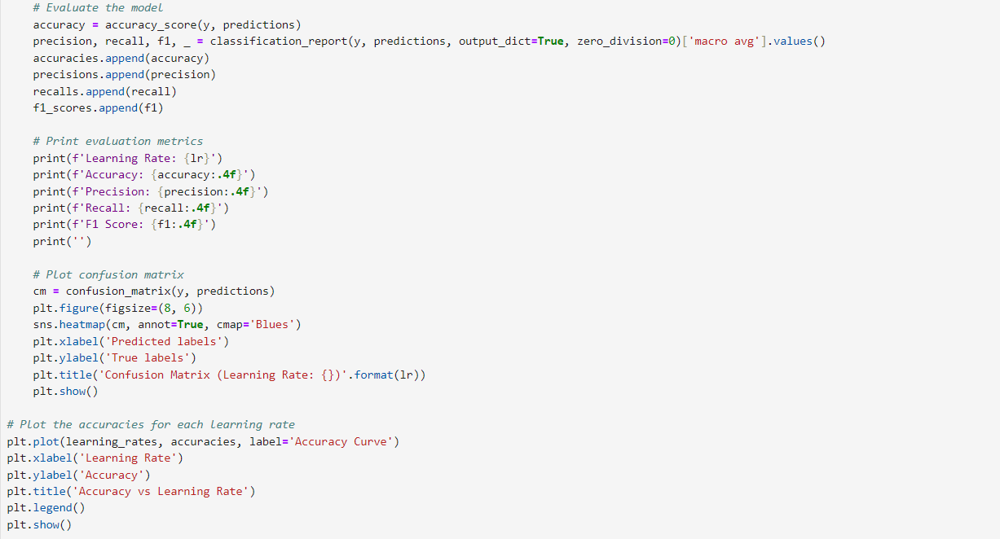 # Evaluate the model
    accuracy = accuracy_score(y, predictions)
    precision, recall, f1, _ = classification_report(y, predictions, output_dict=True, zero_division=0)['macro avg'].values()
    accuracies.append(accuracy)
    precisions.append(precision)
    recalls.append(recall)
    f1_scores.append(f1)

    # Print evaluation metrics
    print(f'Learning Rate: {lr}')
    print(f'Accuracy: {accuracy:.4f}')
    print(f'Precision: {precision:.4f}')
    print(f'Recall: {recall:.4f}')
    print(f'F1 Score: {f1:.4f}')
    print('')

    # Plot confusion matrix
    cm = confusion_matrix(y, predictions)
    plt.figure(figsize=(8, 6))
    sns.heatmap(cm, annot=True, cmap='Blues')
    plt.xlabel('Predicted labels')
    plt.ylabel('True labels')
    plt.title('Confusion Matrix (Learning Rate: {})'.format(lr))
    plt.show()

# Plot the accuracies for each learning rate
plt.plot(learning_rates, accuracies, label='Accuracy Curve')
plt.xlabel('Learning Rate')
plt.ylabel('Accuracy')
plt.title('Accuracy vs Learning Rate')
plt.legend()
plt.show()